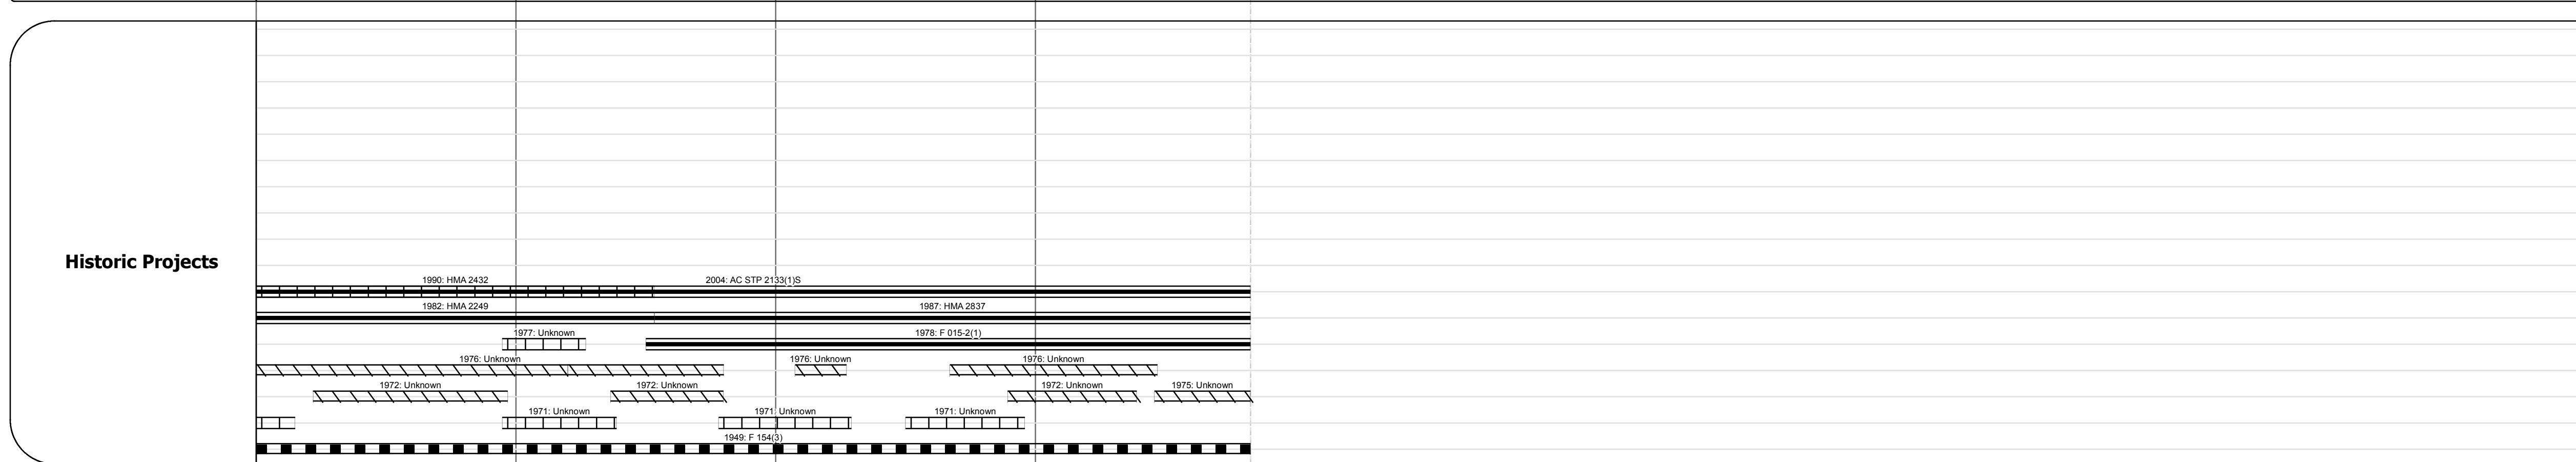 Historic Projects
1990: HMA 2432
2004: AC STP 2133(1)S
1982: HMA 2249
1987: HMA 2837
1977: Unknown
1978: F 015-2(1)
1976: Unknown
1976: Unknown
1976: Unknown
1972: Unknown
1972: Unknown
1972: Unknown
1975: Unknown
1971: Unknown
1971: Unknown
1971: Unknown
1949: F 154(3)